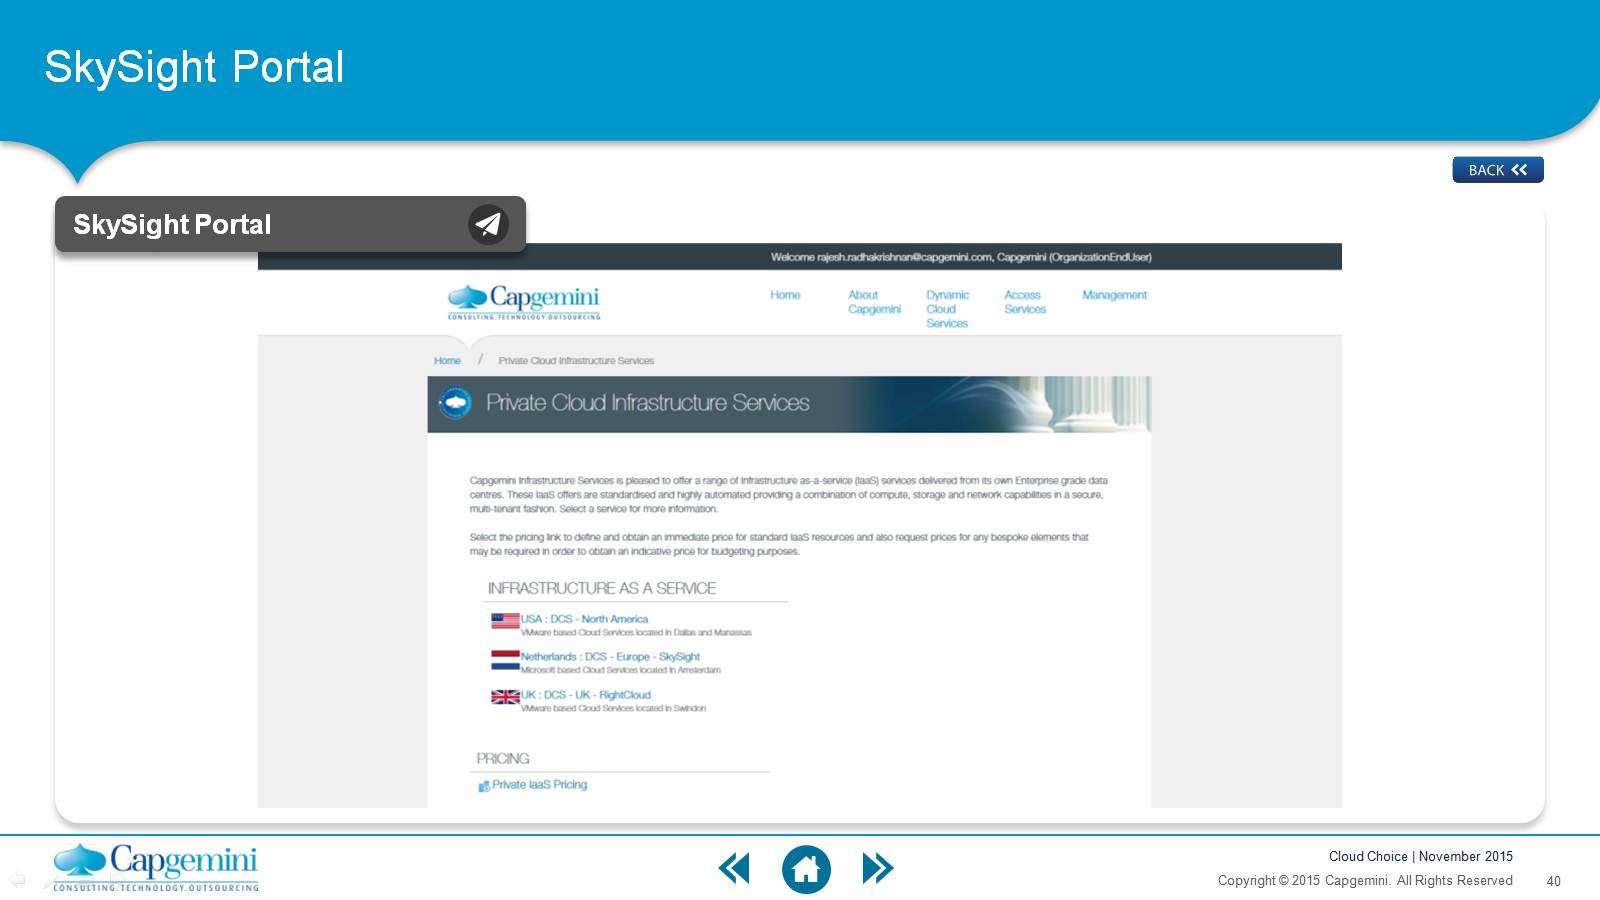 SkySight Portal
BACK
SkySight Portal
Welcome rajesh.radhakrishnan@capgemini.com, Capgemini (OrganizationEndUser)
Capgemini
CONSULTING.TECHNOLOGY.OUTSOURCING
Home
About
Capgemini
Dynamic
Cloud
Services
Access
Services
Management
Home / Private Cloud Infrastructure Services
Private Cloud Infrastructure Services
Capgemini Infrastructure Services is pleased to offer a range of Infrastructure as-a-service (IaaS) services delivered from its own Enterprise grade data
centres. These IaaS offers are standardised and highly automated providing a combination of compute, storage and network capabilities in a secure,
multi-tenant fashion. Select a service for more information.
Select the pricing link to define and obtain an immediate price for standard IaaS resources and also request prices for any bespoke elements that
may be required in order to obtain an indicative price for budgeting purposes.
INFRASTRUCTURE AS A SERVICE
USA : DCS - North America
VMware based Cloud Services located in Dallas and Manassas
Netherlands : DCS - Europe - SkySight
Microsoft based Cloud Services located in Amsterdam
UK : DCS - UK - RightCloud
VMware based Cloud Services located in Swindon
PRICING
Private IaaS Pricing
Capgemini
CONSULTING.TECHNOLOGY.OUTSOURCING
Cloud Choice | November 2015
Copyright © 2015 Capgemini. All Rights Reserved
40